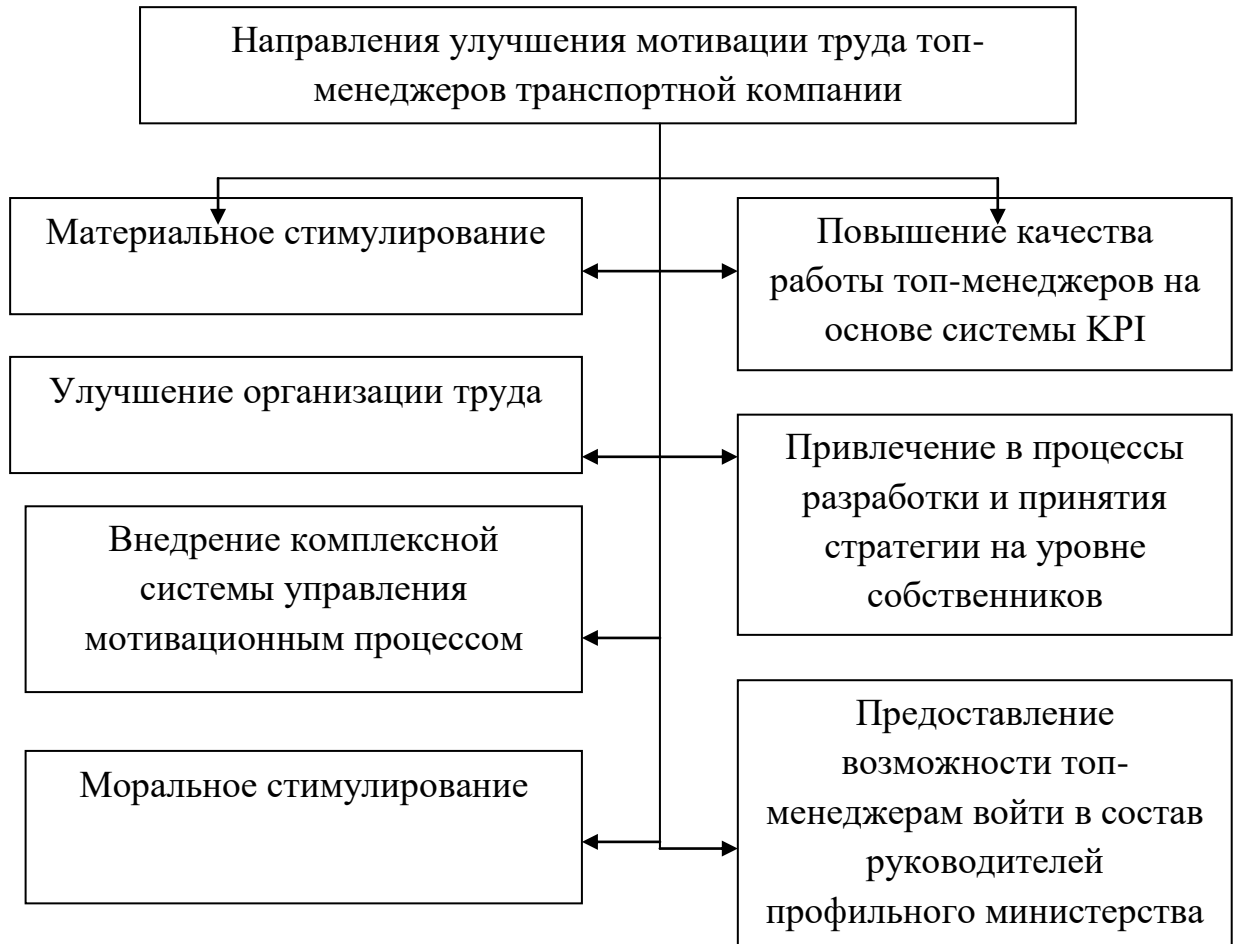 Направления улучшения мотивации труда топ-
менеджеров транспортной компании
Материальное стимулирование
Повышение качества
работы топ-менеджеров на
основе системы KPI
Улучшение организации труда
Привлечение в процессы
разработки и принятия
стратегии на уровне
собственников
Внедрение комплексной
системы управления
мотивационным процессом
Моральное стимулирование
Предоставление
возможности топ-
менеджерам войти в состав
руководителей
профильного министерства